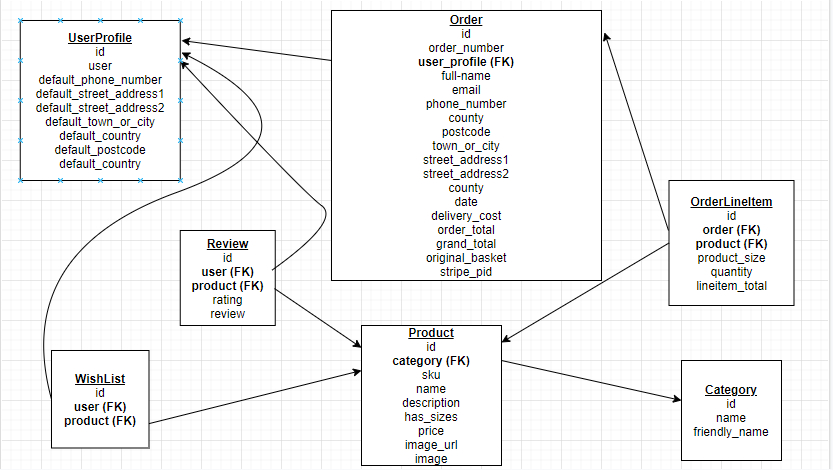 UserProfile
id
user
default_phone_number
default_street_address1
default_street_address2
default_town_or_city
default_country
default_postcode
default_country
Order
id
order_number
user_profile (FK)
full-name
email
phone_number
county
postcode
town_or_city
street_address1
street_address2
county
date
delivery_cost
order_total
grand_total
original_basket
stripe_pid
OrderLineItem
id
order (FK)
product (FK)
product_size
quantity
lineitem_total
Review
id
user (FK)
product (FK)
rating
review
Product
id
category (FK)
sku
name
description
has_sizes
price
image_url
image
WishList
id
user (FK)
product (FK)
Category
id
name
friendly_name